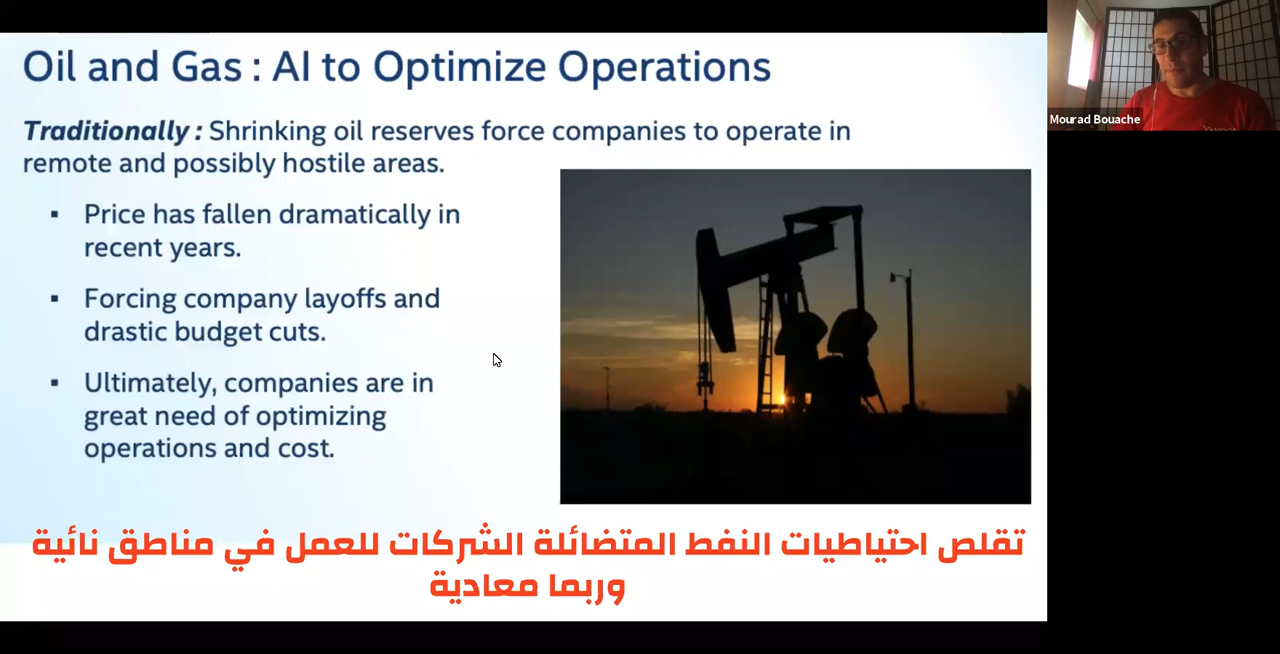 Oil and Gas : AI to Optimize Operations
Traditionally : Shrinking oil reserves force companies to operate in
remote and possibly hostile areas.
▪ Price has fallen dramatically in
recent years.
▪ Forcing company layoffs and
drastic budget cuts.
▪ Ultimately, companies are in
great need of optimizing
operations and cost.
تقلص احتياطيات النفط المتضائلة الشركات للعمل في مناطق نائية
وربما معادية
Mourad Bouache